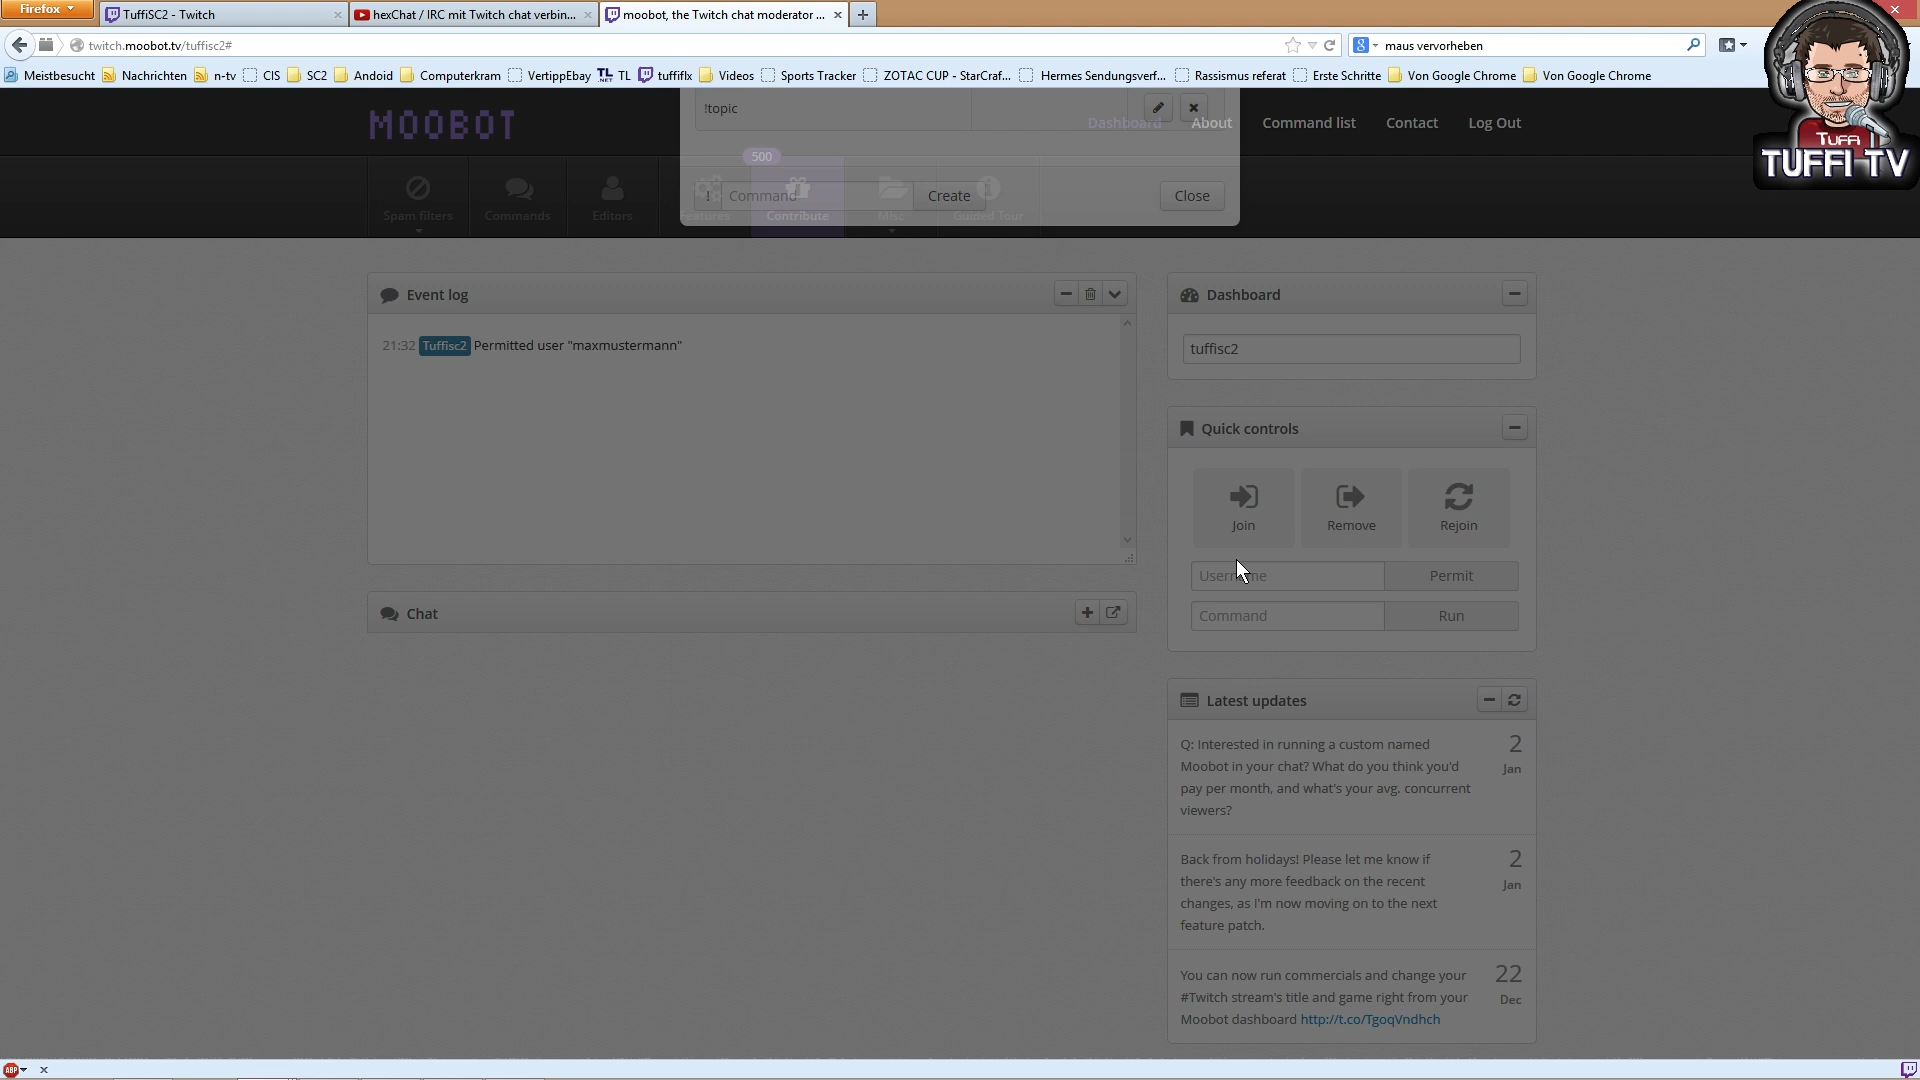 Firefox
TuffiSC2 - Twitch
hexChat / IRC mit Twitch chat verbin...
moobot, the Twitch chat moderator ...
twitch.moobot.tv/tuffisc2#
maus vervorheben
Meistbesucht
Nachrichten
n-tv
CIS
SC2
Andoid
Computerkram
VertippEbay
TL
.NET
TL
tuffiflx
Videos
Sports Tracker
ZOTAC CUP - StarCraf...
Hermes Sendungsverf...
Rassismus referat
Erste Schritte
Von Google Chrome
Von Google Chrome
TUFFI
TUFFI TV
MOOBOT
!topic
Dashboard
About
Command list
Contact
Log Out
500
Spam filters
Commands
Editors
Features
Contribute
Misc
Guided Tour
! Command
Create
Close
Event log
21:32 Tuffisc2 Permitted user "maxmustermann"
Chat
Dashboard
tuffisc2
Quick controls
Join
Remove
Rejoin
Username
Permit
Command
Run
Latest updates
Q: Interested in running a custom named
Moobot in your chat? What do you think you'd
pay per month, and what's your avg. concurrent
viewers?
2
Jan
Back from holidays! Please let me know if
there's any more feedback on the recent
changes, as I'm now moving on to the next
feature patch.
2
Jan
You can now run commercials and change your
#Twitch stream's title and game right from your
Moobot dashboard http://t.co/TgoqVndhch
22
Dec
ABP